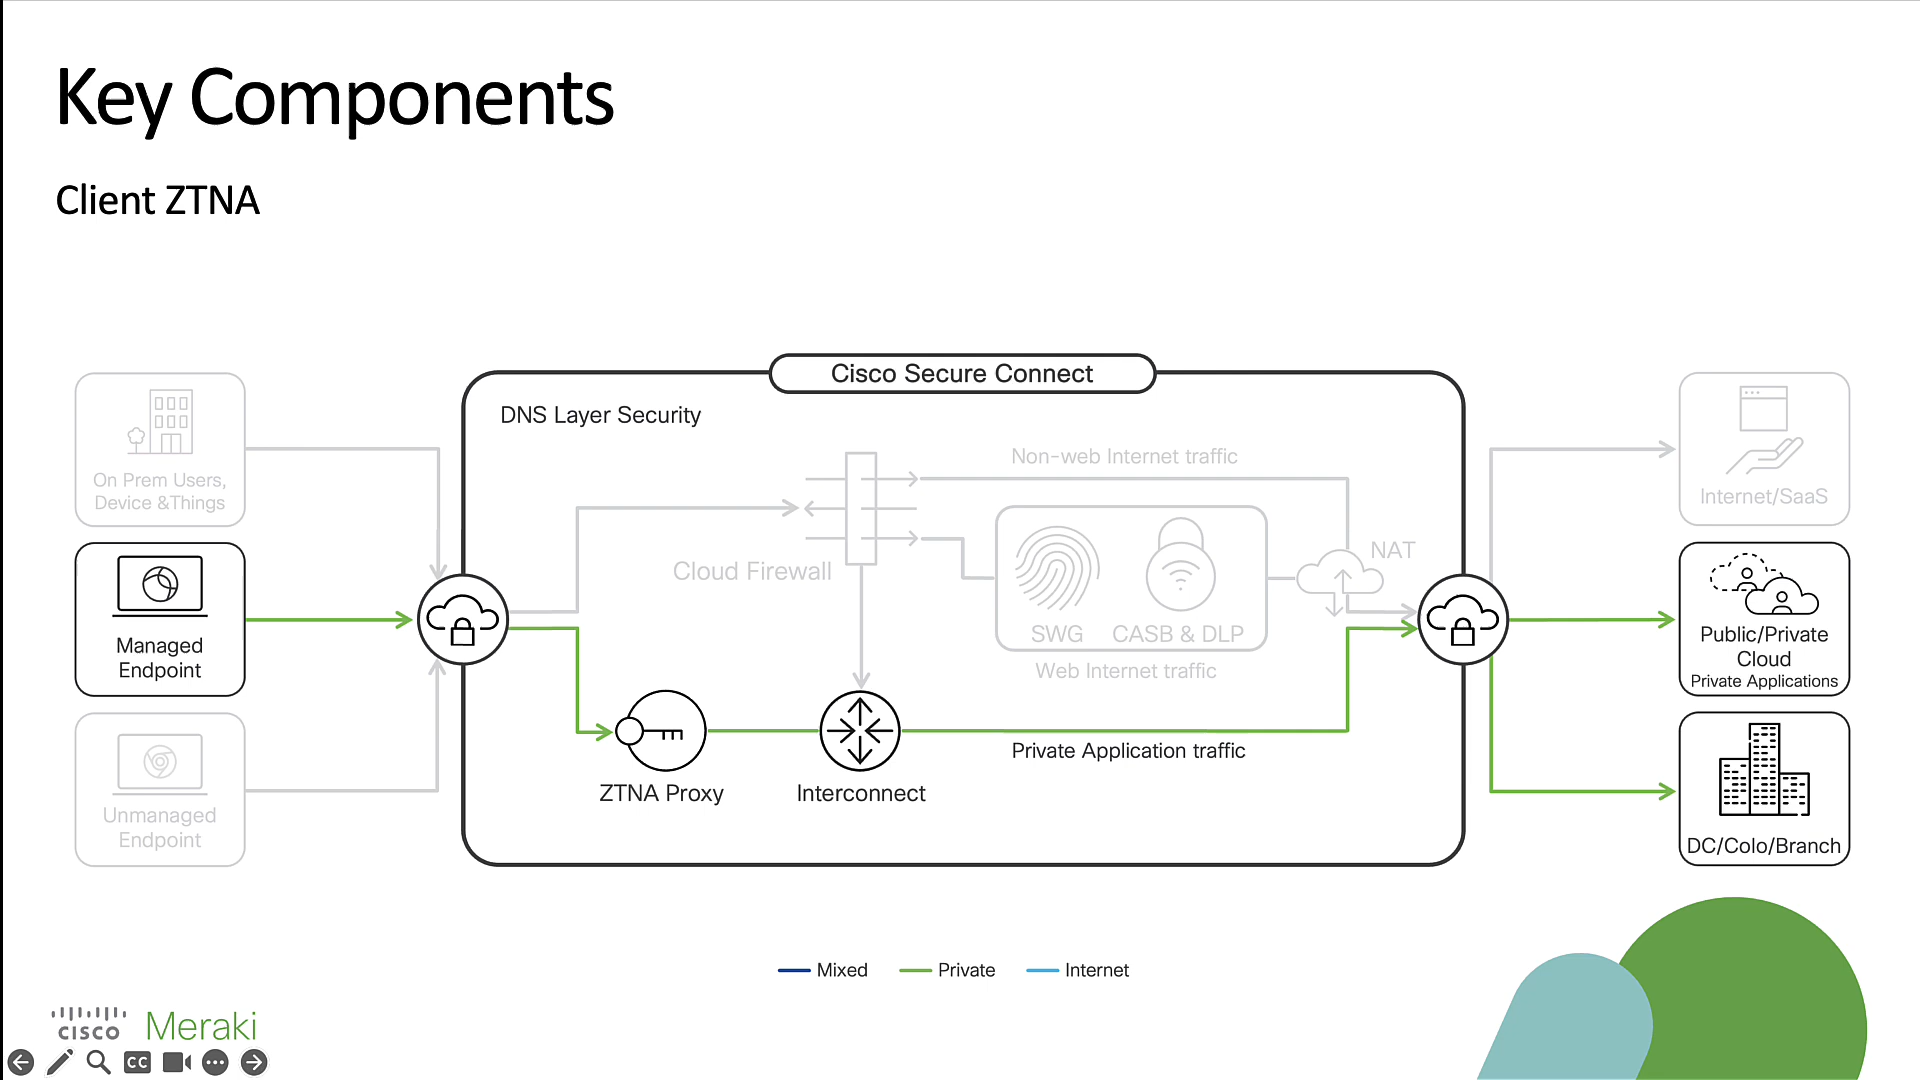 Key Components
Client ZTNA
Cisco Secure Connect
DNS Layer Security
On Prem Users,
Device &Things
Managed
Endpoint
Unmanaged
Endpoint
Non-web Internet traffic
Cloud Firewall
SWG
CASB & DLP
Web Internet traffic
NAT
ZTNA Proxy
Interconnect
Private Application traffic
Internet/SaaS
Public/Private
Cloud
Private Applications
DC/Colo/Branch
Mixed
Private
Internet
CISCO Meraki
CC